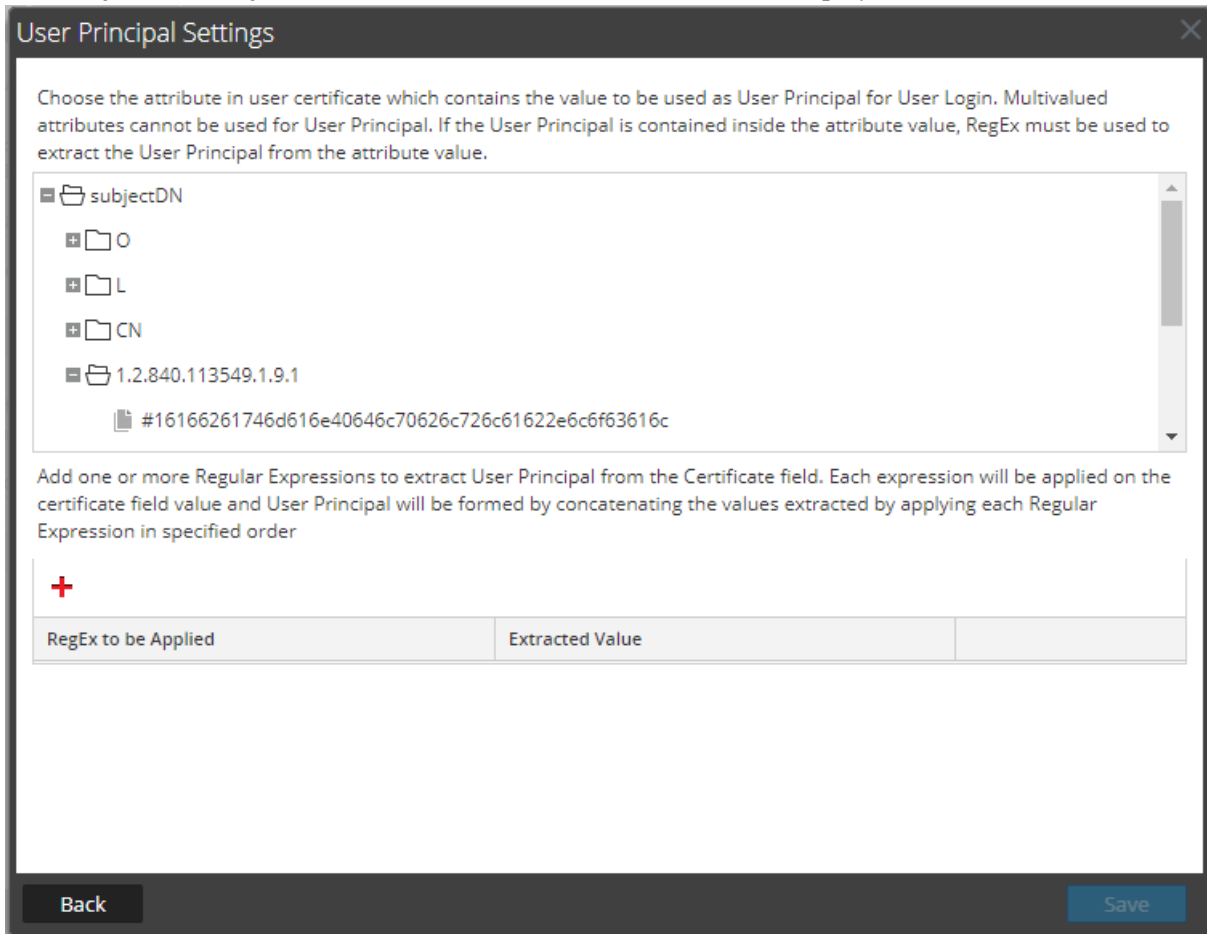 User Principal Settings
Choose the attribute in user certificate which contains the value to be used as User Principal for User Login. Multivalued
attributes cannot be used for User Principal. If the User Principal is contained inside the attribute value, RegEx must be used to
extract the User Principal from the attribute value.
subjectDN
O
L
CN
1.2.840.113549.1.9.1
#16166261746d616e40646c70626c726c61622e6c6f63616c
Add one or more Regular Expressions to extract User Principal from the Certificate field. Each expression will be applied on the
certificate field value and User Principal will be formed by concatenating the values extracted by applying each Regular
Expression in specified order
RegEx to be Applied Extracted Value
Back Save